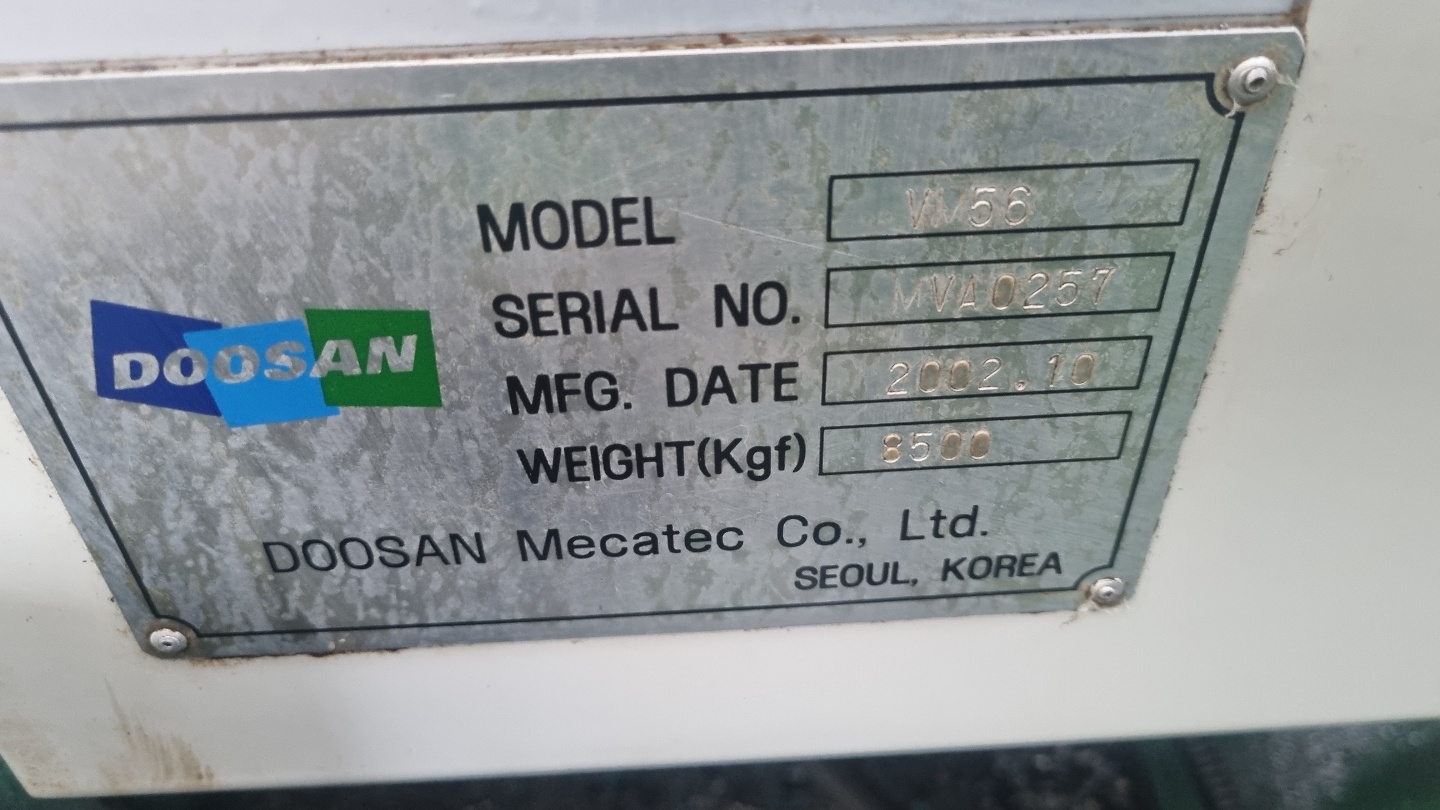 DOOSAN
MODEL VM56
SERIAL NO. MVA0257
MFG. DATE 2002.10
WEIGHT(Kgf) 8500
DOOSAN Mecatec Co., Ltd.
SEOUL, KOREA